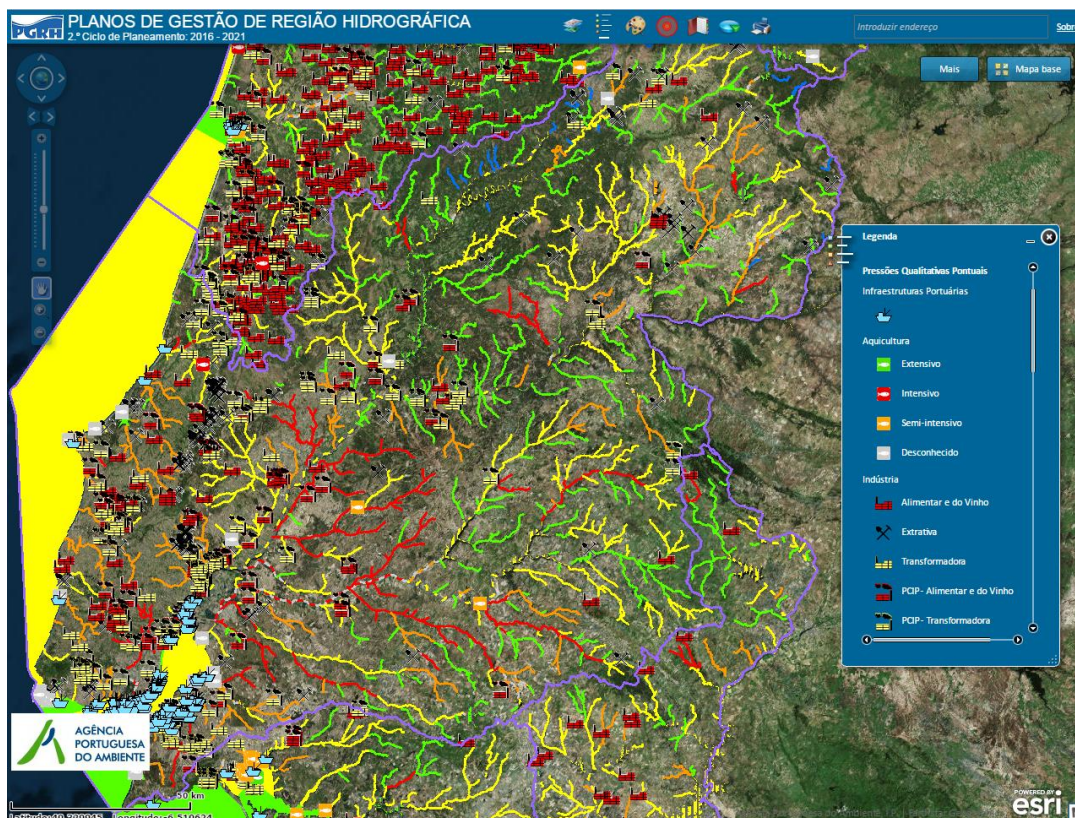 PGRH
PLANOS DE GESTÃO DE REGIÃO HIDROGRÁFICA
2.º Ciclo de Planeamento: 2016 - 2021
Introduzir endereço
Sobre
Mais
Mapa base
Legenda
Pressões Qualitativas Pontuais
Infraestruturas Portuárias
Aquicultura
Extensivo
Intensivo
Semi-intensivo
Desconhecido
Indústria
Alimentar e do Vinho
Extrativa
Transformadora
PCIP - Alimentar e do Vinho
PCIP - Transformadora
AGÊNCIA
PORTUGUESA
DO AMBIENTE
50 km
POWERED BY
esri